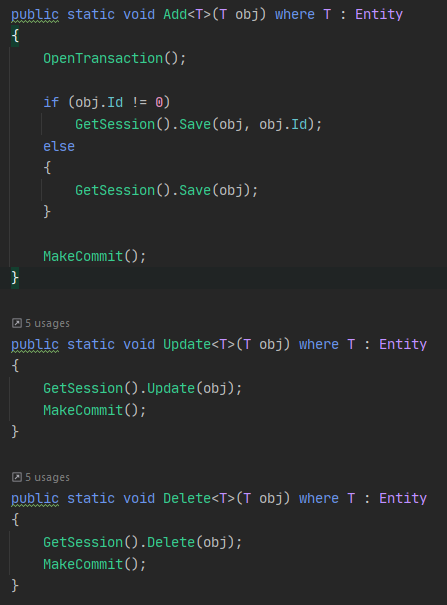 public static void Add<T>(T obj) where T : Entity
{
    OpenTransaction();

    if (obj.Id != 0)
        GetSession().Save(obj, obj.Id);
    else
    {
        GetSession().Save(obj);
    }

    MakeCommit();
}

5 usages
public static void Update<T>(T obj) where T : Entity
{
    GetSession().Update(obj);
    MakeCommit();
}

5 usages
public static void Delete<T>(T obj) where T : Entity
{
    GetSession().Delete(obj);
    MakeCommit();
}